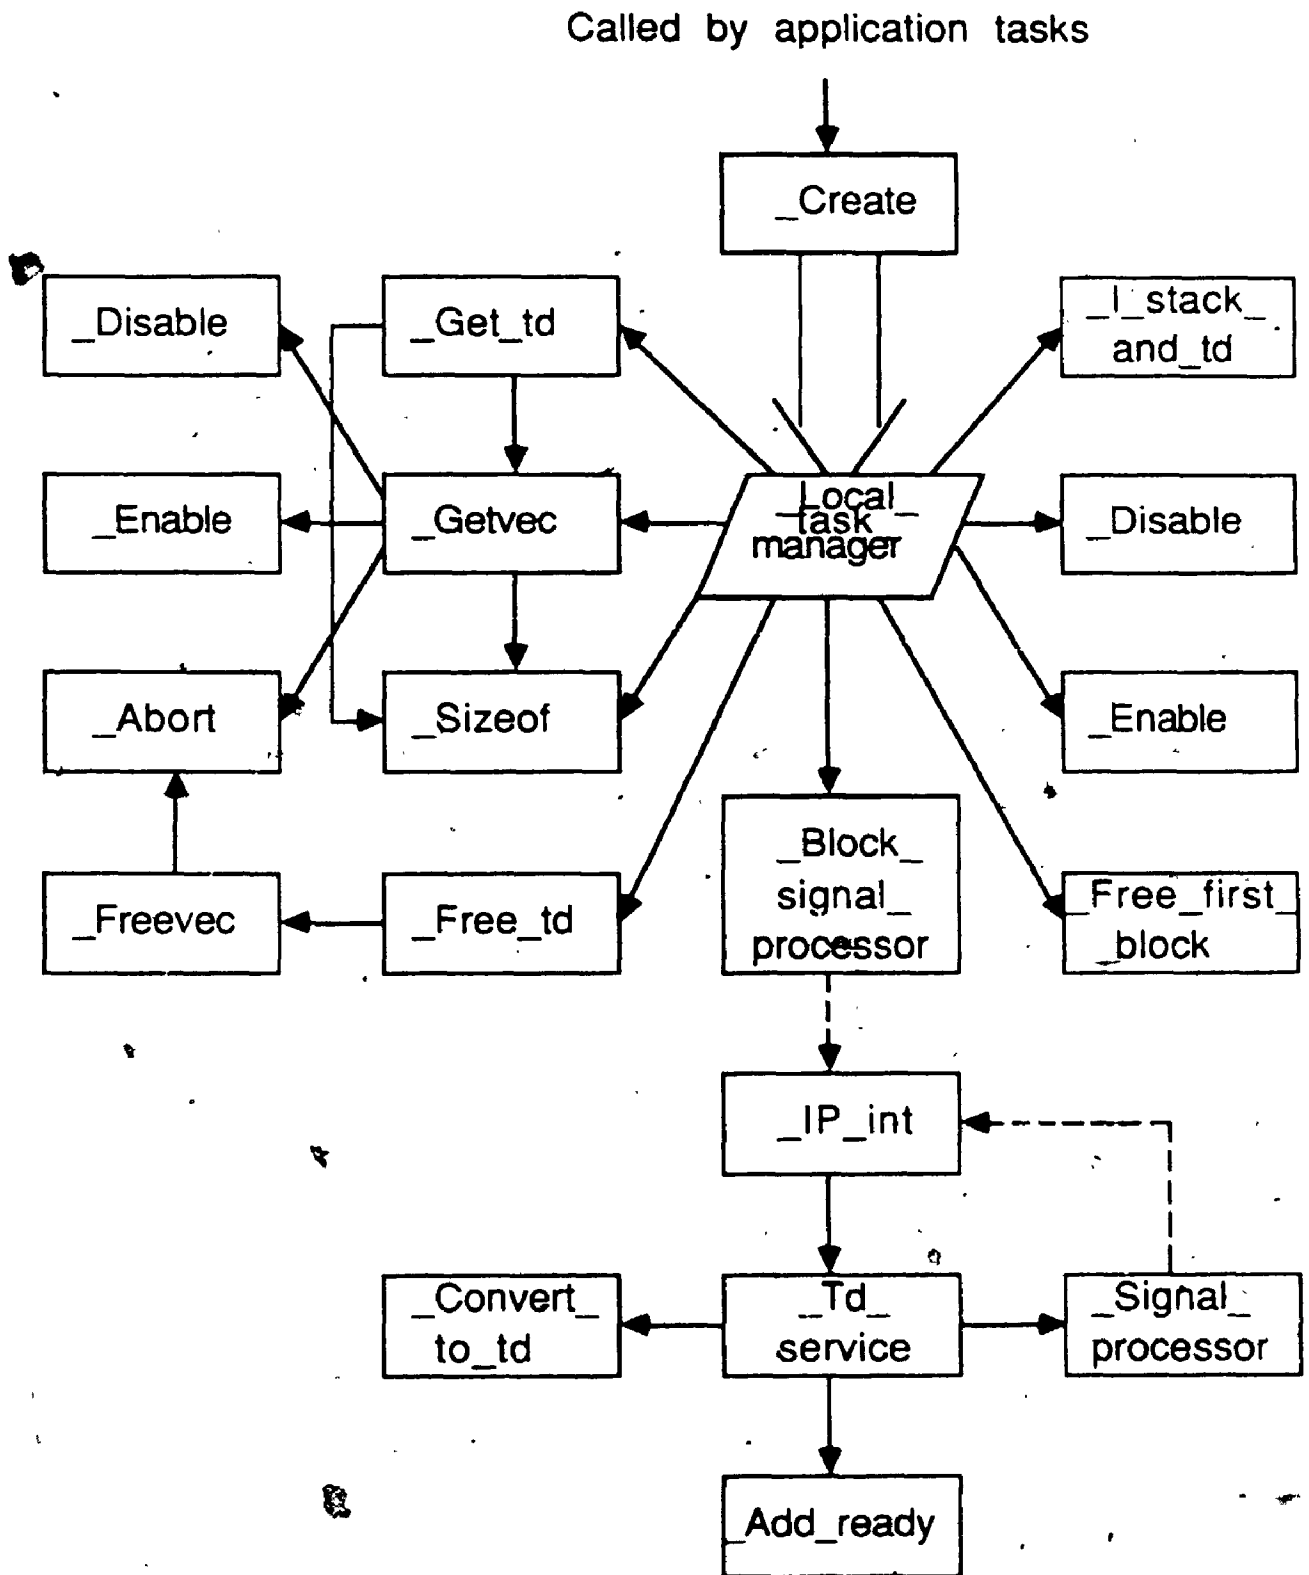 Called by application tasks
_Create
_Disable
_Get_td
_I_stack_
and_td
_Enable
_Getvec
_Local_
task_
manager
_Disable
_Abort
_Sizeof
_Enable
_Block_
signal_
processor
_Freevec
_Free_td
_Free_first_
_block
_IP_int
_Convert_
to_td
_Td_
service
_Signal_
processor
_Add_ready